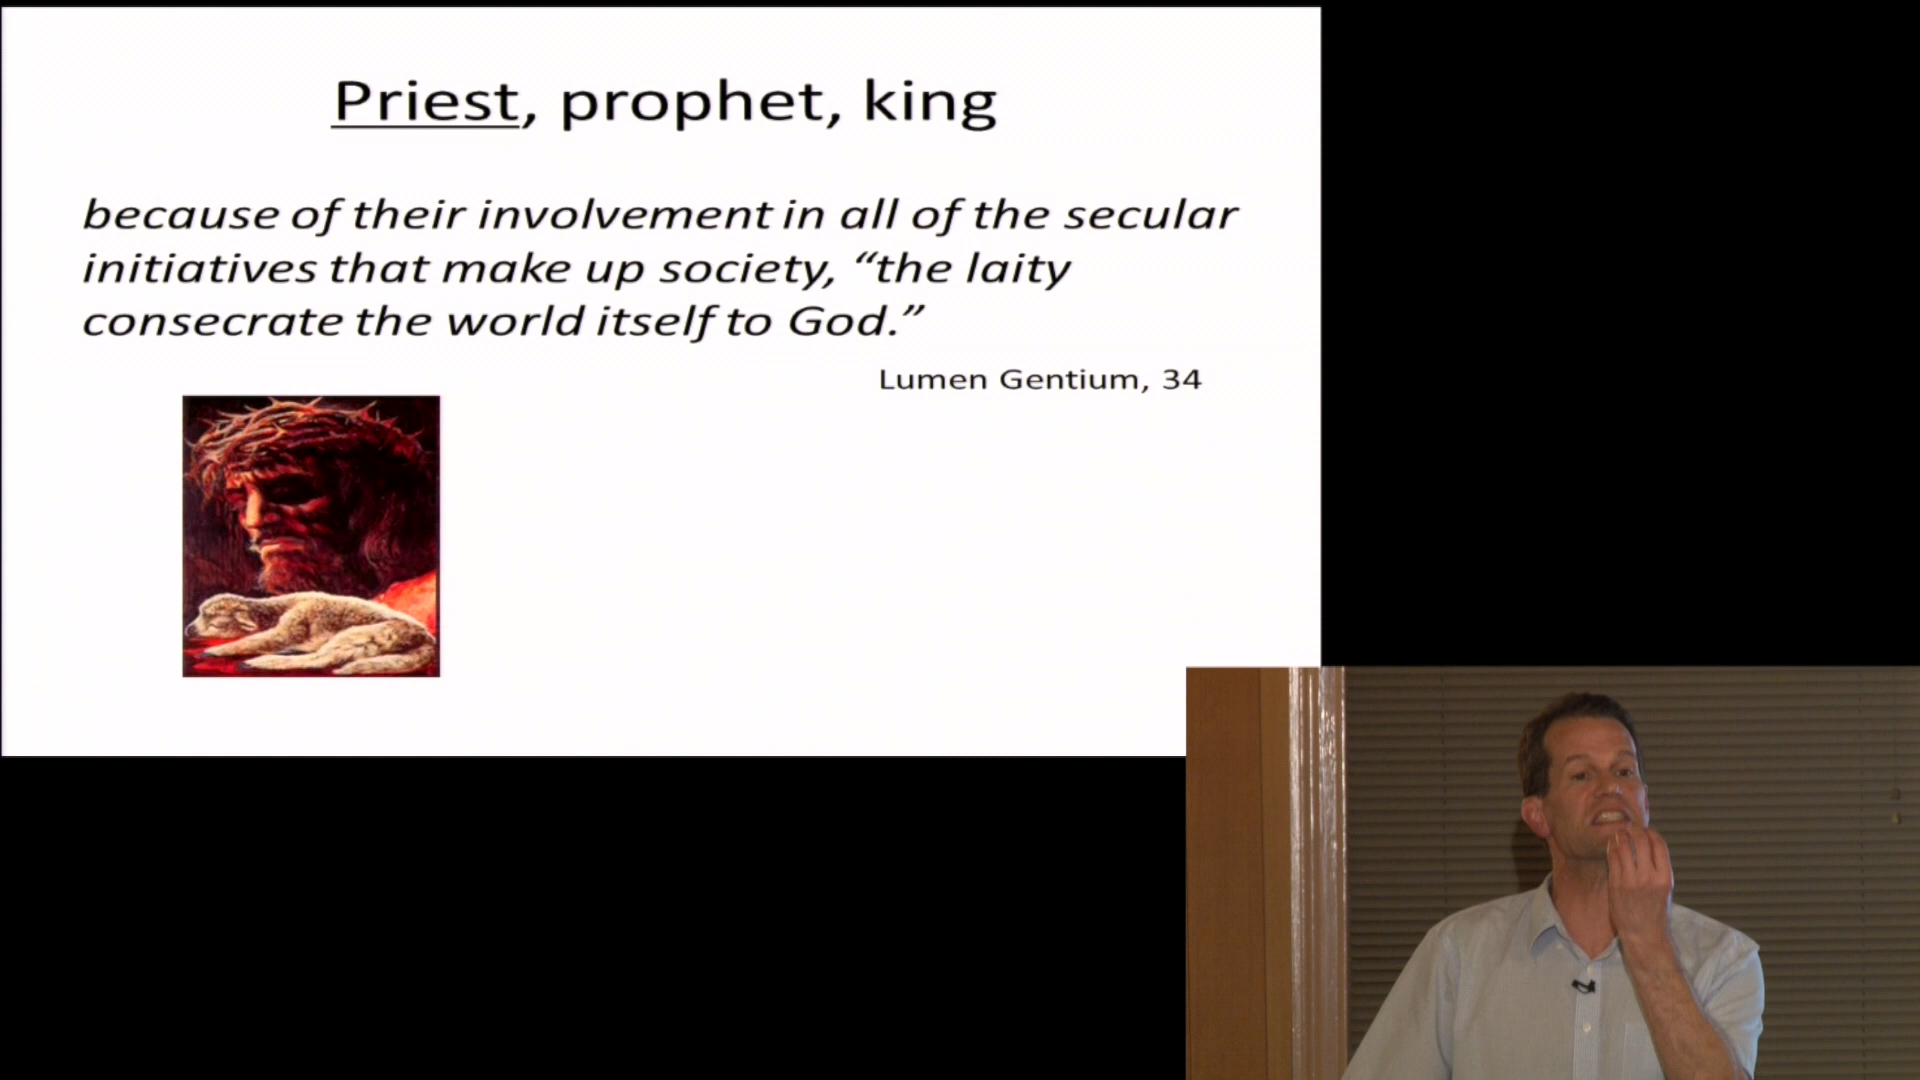 Priest, prophet, king
because of their involvement in all of the secular
initiatives that make up society, “the laity
consecrate the world itself to God.”
Lumen Gentium, 34